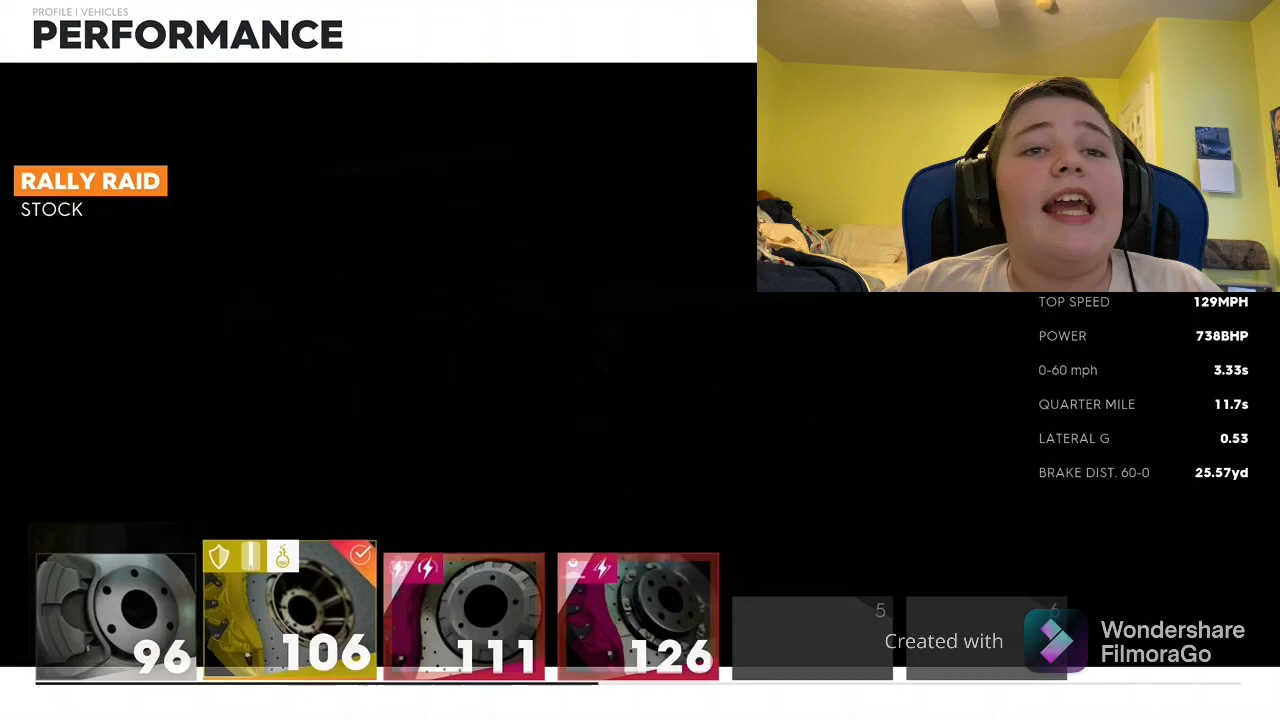 PROFILE | VEHICLES
PERFORMANCE
RALLY RAID
STOCK
TOP SPEED 129MPH
POWER 738BHP
0-60 mph 3.33s
QUARTER MILE 11.7s
LATERAL G 0.53
BRAKE DIST. 60-0 25.57yd
96
106
111
126
5
6
Created with
Wondershare
FilmoraGo